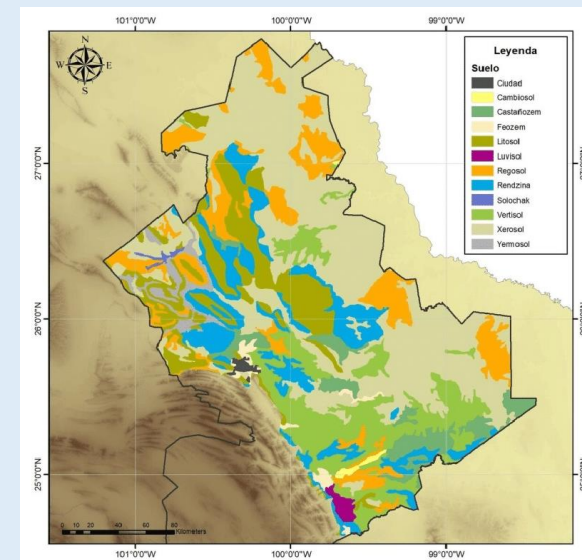 101°0'0"W 100°0'0"W 99°0'0"W
N
W E
S
Leyenda
Suelo
Ciudad
Cambiosol
Castañozem
Feozem
Litosol
Luvisol
Regosol
Rendzina
Solochak
Vertisol
Xerosol
Yermosol
27°0'0"N
26°0'0"N
25°0'0"N
0 10 20 40 60 80
Kilometers
101°0'0"W 100°0'0"W 99°0'0"W